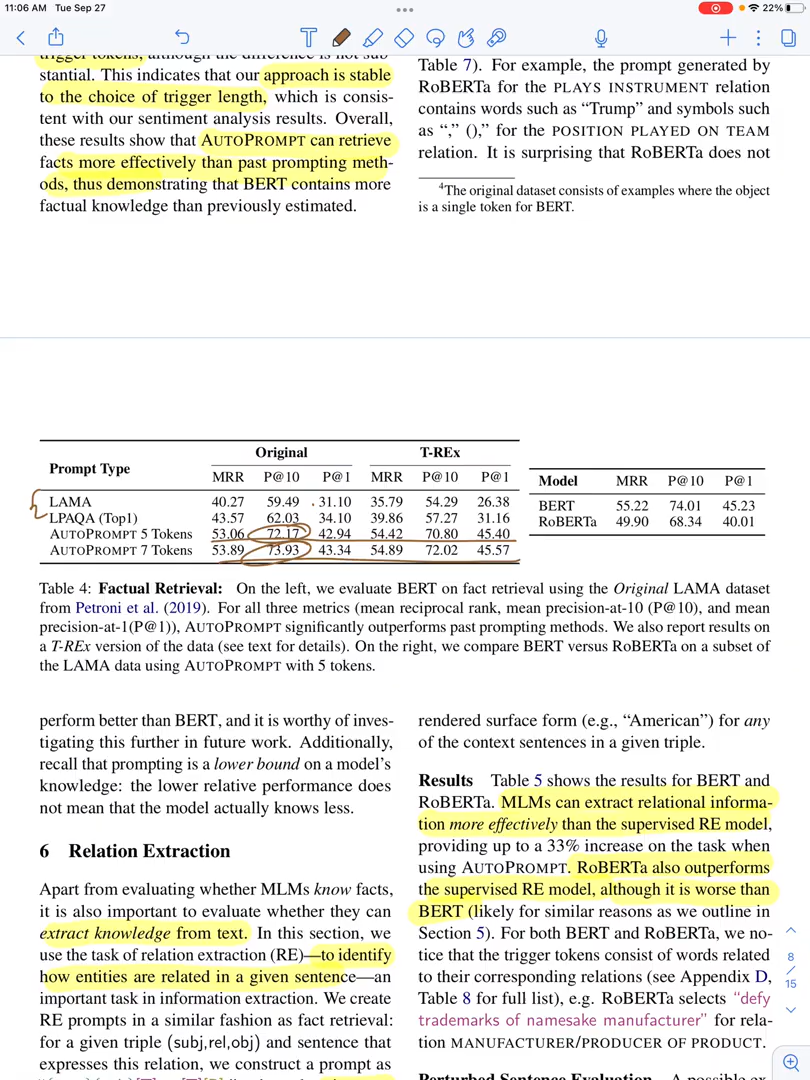 11:06 AM Tue Sep 27
22%
trigger tokens, although the difference is not sub-
stantial. This indicates that our approach is stable
to the choice of trigger length, which is consis-
tent with our sentiment analysis results. Overall,
these results show that AUTOPROMPT can retrieve
facts more effectively than past prompting meth-
ods, thus demonstrating that BERT contains more
factual knowledge than previously estimated.
Table 7). For example, the prompt generated by
RoBERTa for the PLAYS INSTRUMENT relation
contains words such as “Trump” and symbols such
as “,” (),” for the POSITION PLAYED ON TEAM
relation. It is surprising that RoBERTa does not
4The original dataset consists of examples where the object
is a single token for BERT.
Prompt Type Original T-REx
MRR P@10 P@1 MRR P@10 P@1
LAMA 40.27 59.49 31.10 35.79 54.29 26.38
LPAQA (Top1) 43.57 62.03 34.10 39.86 57.27 31.16
AUTOPROMPT 5 Tokens 53.06 72.17 42.94 54.42 70.80 45.40
AUTOPROMPT 7 Tokens 53.89 73.93 43.34 54.89 72.02 45.57
Model MRR P@10 P@1
BERT 55.22 74.01 45.23
RoBERTa 49.90 68.34 40.01
Table 4: Factual Retrieval: On the left, we evaluate BERT on fact retrieval using the Original LAMA dataset
from Petroni et al. (2019). For all three metrics (mean reciprocal rank, mean precision-at-10 (P@10), and mean
precision-at-1(P@1)), AUTOPROMPT significantly outperforms past prompting methods. We also report results on
a T-REx version of the data (see text for details). On the right, we compare BERT versus RoBERTa on a subset of
the LAMA data using AUTOPROMPT with 5 tokens.
perform better than BERT, and it is worthy of inves-
tigating this further in future work. Additionally,
recall that prompting is a lower bound on a model’s
knowledge: the lower relative performance does
not mean that the model actually knows less.
6 Relation Extraction
Apart from evaluating whether MLMs know facts,
it is also important to evaluate whether they can
extract knowledge from text. In this section, we
use the task of relation extraction (RE)—to identify
how entities are related in a given sentence—an
important task in information extraction. We create
RE prompts in a similar fashion as fact retrieval:
for a given triple (subj,rel,obj) and sentence that
expresses this relation, we construct a prompt as
rendered surface form (e.g., “American”) for any
of the context sentences in a given triple.
Results Table 5 shows the results for BERT and
RoBERTa. MLMs can extract relational informa-
tion more effectively than the supervised RE model,
providing up to a 33% increase on the task when
using AUTOPROMPT. RoBERTa also outperforms
the supervised RE model, although it is worse than
BERT (likely for similar reasons as we outline in
Section 5). For both BERT and RoBERTa, we no-
tice that the trigger tokens consist of words related
to their corresponding relations (see Appendix D,
Table 8 for full list), e.g. RoBERTa selects “defy
trademarks of namesake manufacturer” for rela-
tion MANUFACTURER/PRODUCER OF PRODUCT.
Perturbed Sentence Evaluation A possible ex-
8
/
15